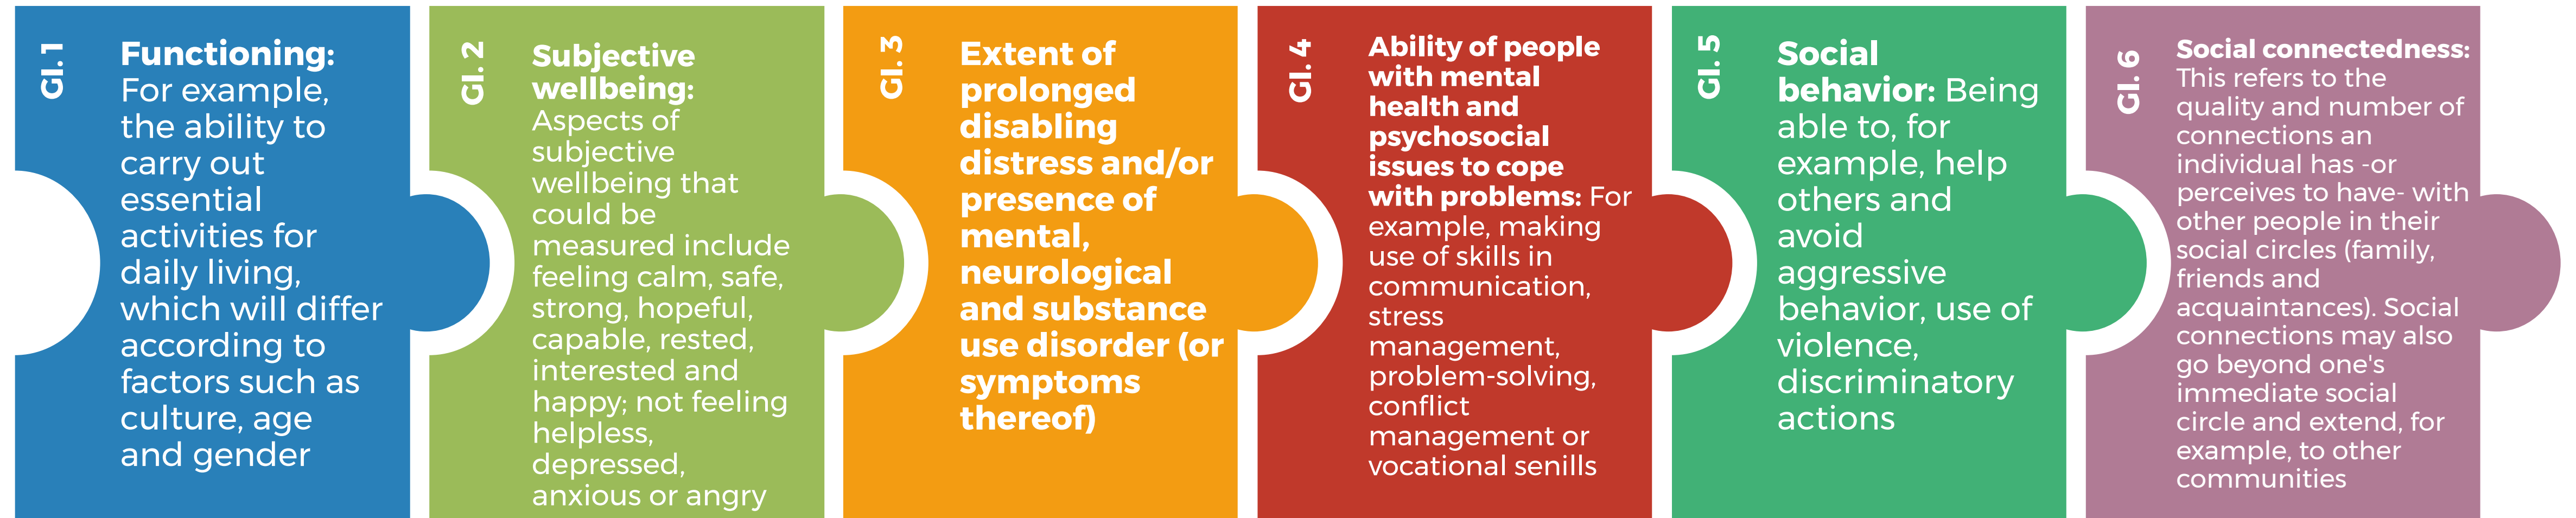 GI. 1
Functioning:
For example,
the ability to
carry out
essential
activities for
daily living,
which will differ
according to
factors such as
culture, age
and gender
GI. 2
Subjective
wellbeing:
Aspects of
subjective
wellbeing that
could be
measured include
feeling calm, safe,
strong, hopeful,
capable, rested,
interested and
happy; not feeling
helpless,
depressed,
anxious or angry
GI. 3
Extent of
prolonged
disabling
distress and/or
presence of
mental,
neurological
and substance
use disorder (or
symptoms
thereof)
GI. 4
Ability of people
with mental
health and
psychosocial
issues to cope
with problems: For
example, making
use of skills in
communication,
stress
management,
problem-solving,
conflict
management or
vocational senills
GI. 5
Social
behavior: Being
able to, for
example, help
others and
avoid
aggressive
behavior, use of
violence,
discriminatory
actions
GI. 6
Social connectedness:
This refers to the
quality and number of
connections an
individual has -or
perceives to have- with
other people in their
social circles (family,
friends and
acquaintances). Social
connections may also
go beyond one's
immediate social
circle and extend, for
example, to other
communities